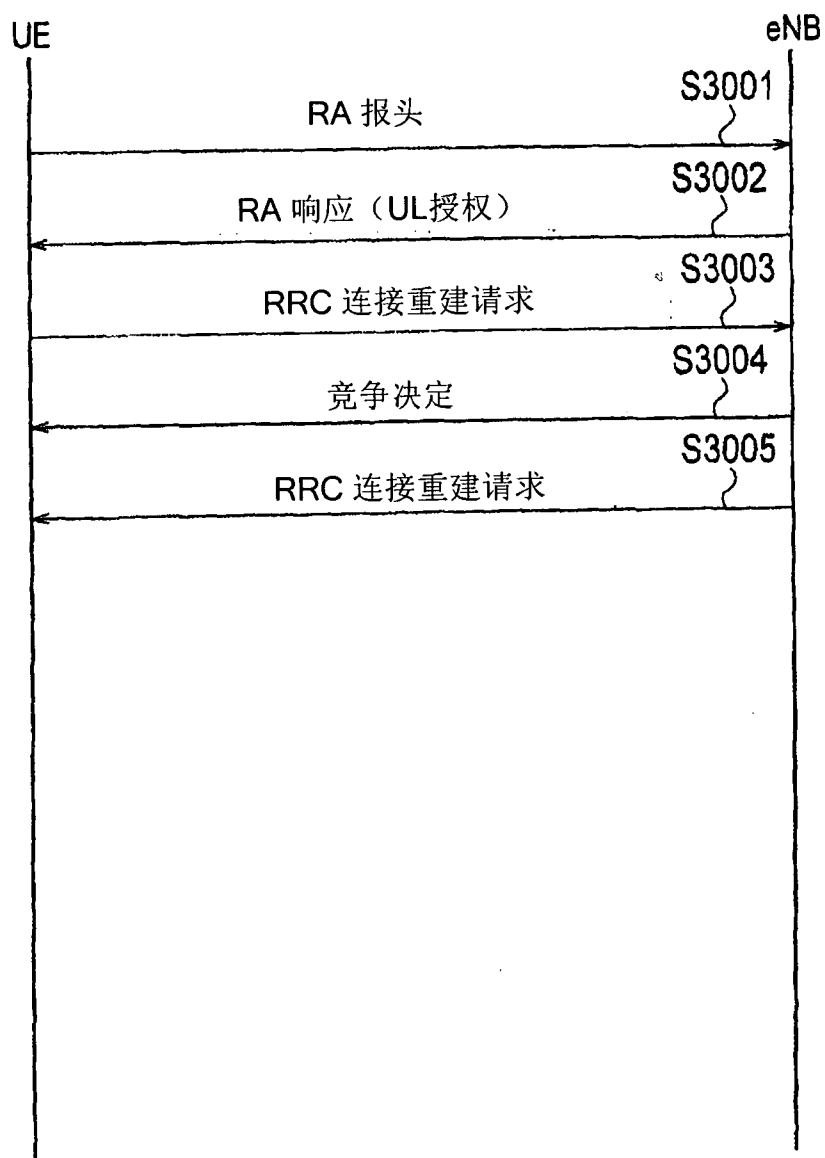 UE
eNB
S3001
RA 报头
S3002
RA 响应（UL授权）
S3003
RRC 连接重建请求
S3004
竞争决定
S3005
RRC 连接重建请求